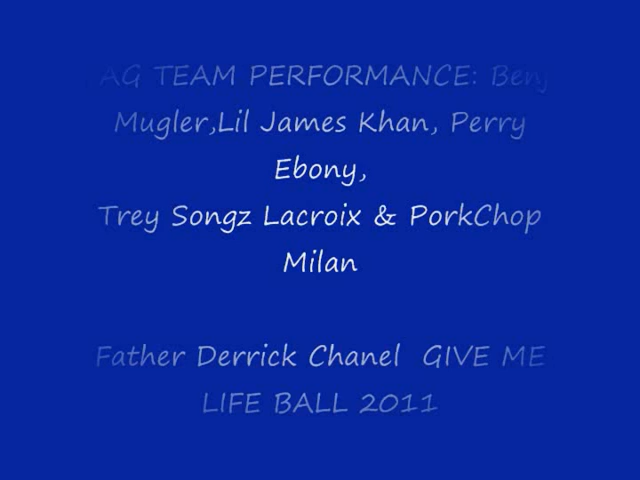 AG TEAM PERFORMANCE: Benj
Mugler,Lil James Khan, Perry
Ebony,
Trey Songz Lacroix & PorkChop
Milan
Father Derrick Chanel GIVE ME
LIFE BALL 2011